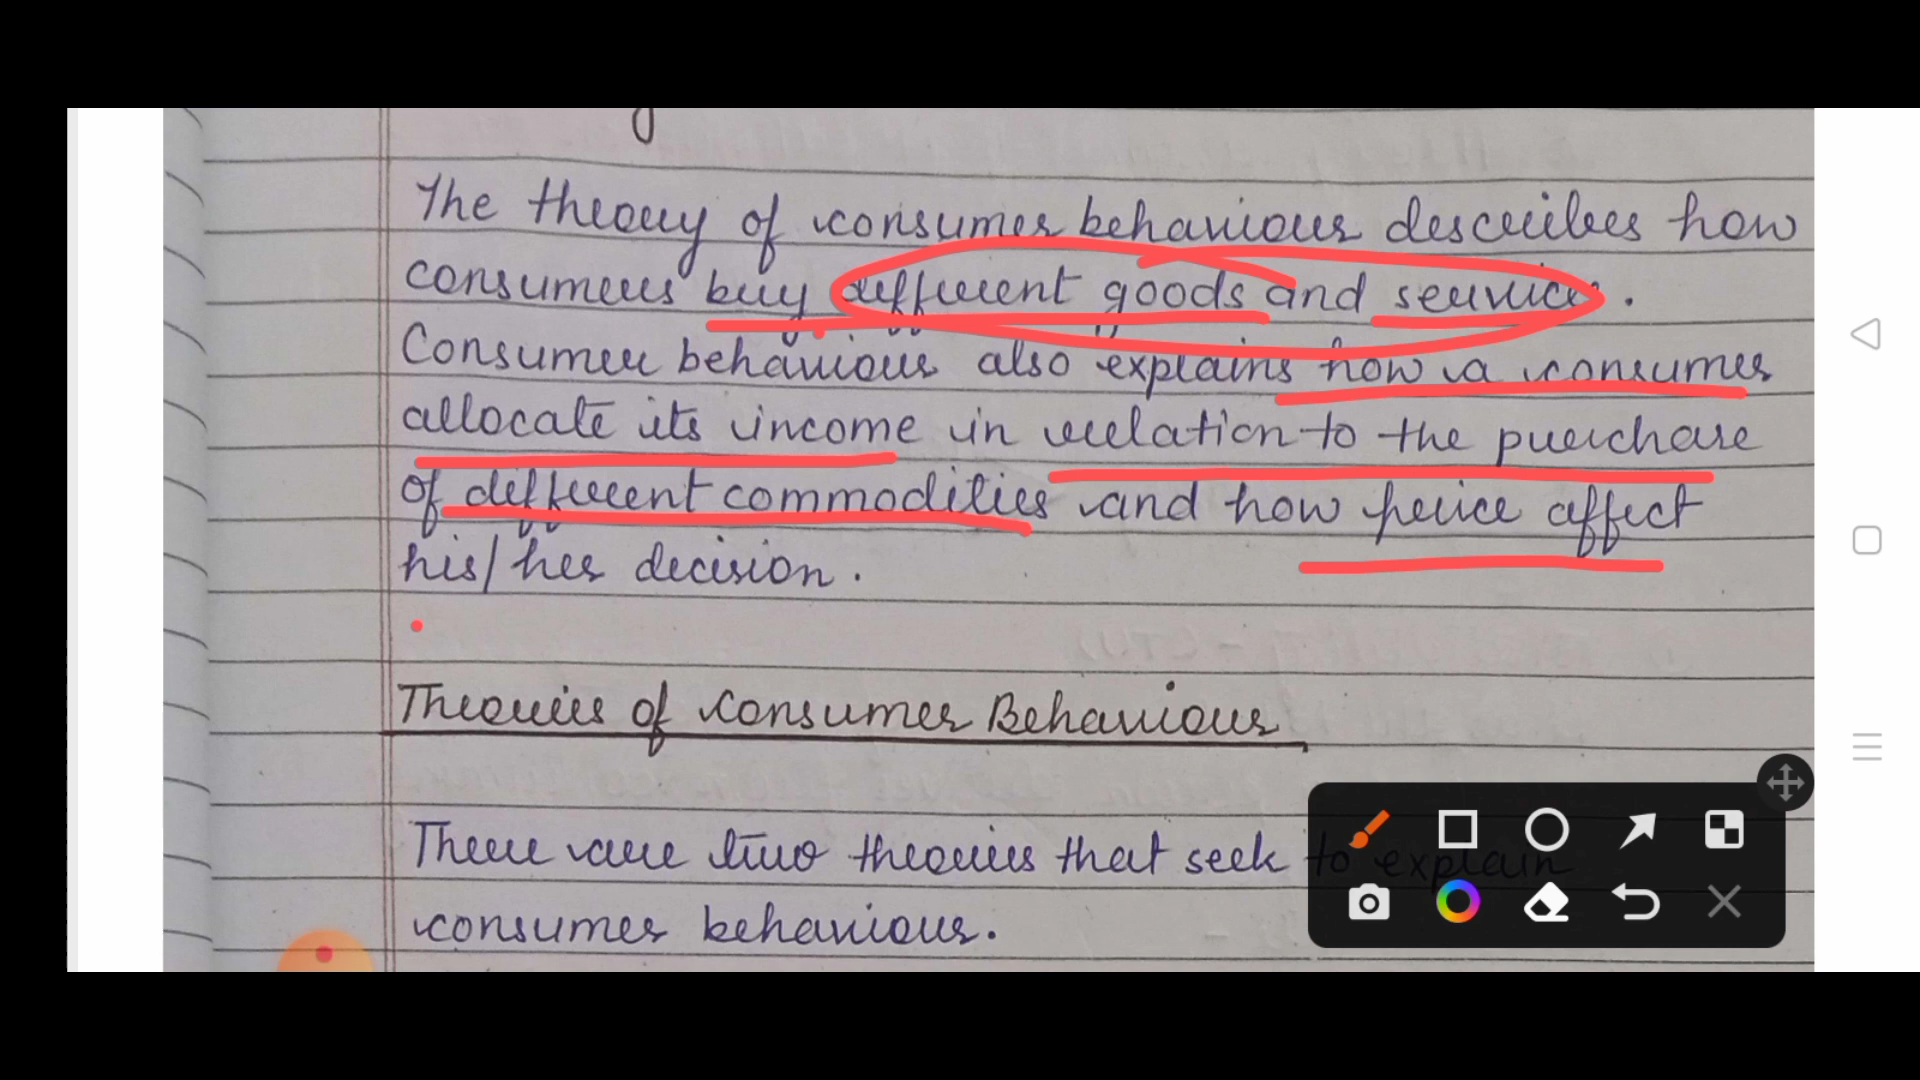 The theory of consumer behaviour describes how
consumers buy different goods and services.
Consumer behaviour also explains how a consumer
allocate its income in relation to the purchase
of different commodities and how price affect
his/her decision.
Theories of Consumer Behaviour
There are two theories that seek to explain
consumer behaviour.